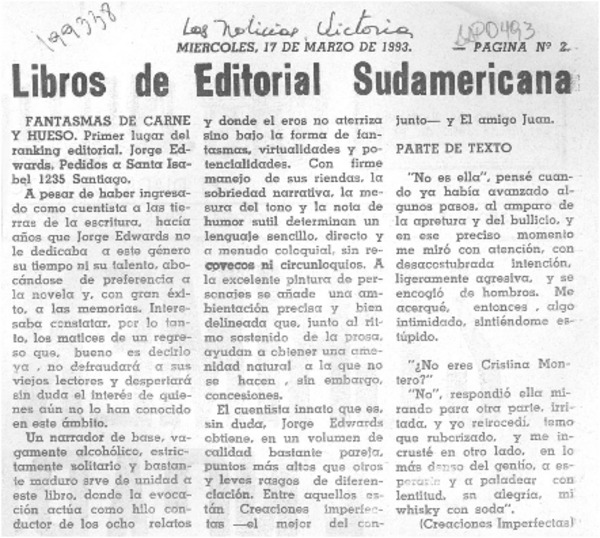 199338
Las Noticias, Victoria
MIERCOLES, 17 DE MARZO DE 1993. — PAGINA Nº 2.
Libros de Editorial Sudamericana
FANTASMAS DE CARNE
Y HUESO. Primer lugar del
ranking editorial. Jorge Ed-
wards. Pedidos a Santa Isa-
bel 1235 Santiago.
A pesar de haber ingresa-
do como cuentista a las tie-
rras de la escritura, hacía
años que Jorge Edwards no
le dedicaba a este género
su tiempo ni su talento, abo-
cándose de preferencia a
la novela y, con gran éxi-
to, a las memorias. Intere-
saba constatar, por lo tan-
to, los matices de un regre-
so que, bueno es decirlo
ya , no defraudará a sus
viejos lectores y despertará
sin duda el interés de quie-
nes aún no lo han conocido
en este ámbito.
Un narrador de base, va-
gamente alcohólico, estric-
tamente solitario y bastan-
te maduro srve de unidad a
este libro, donde la evoca-
ción actúa como hilo con-
ductor de los ocho relatos
y donde el eros no aterriza
sino bajo la forma de fan-
tasmas, virtualidades y po-
tencialidades. Con firme
manejo de sus riendas, la
sobriedad narrativa, la me-
sura del tono y la nota de
humor sutil determinan un
lenguaje sencillo, directo y
a menudo coloquial, sin re-
covecos ni circunloquios. A
la excelente pintura de per-
sonajes se añade una am-
bientación precisa y bien
delineada que, junto al rit-
mo sostenido de la prosa,
ayudan a obtener una ame-
nidad natural a la que no
se hacen , sin embargo,
concesiones.
El cuentista innato que es,
sin duda, Jorge Edwards
obtiene, en un volumen de
calidad bastante pareja,
puntos más altos que otros
y leves rasgos de diferen-
ciación. Entre aquellos es-
tán Creaciones imperfec-
tas —el mejor del con-
junto— y El amigo Juan.
PARTE DE TEXTO
"No es ella", pensé cuan-
do ya había avanzado al-
gunos pasos, al amparo de
la apretura y del bullicio, y
en ese preciso momento
me miró con atención, con
desacostubrada intención,
ligeramente agresiva, y se
encogió de hombros. Me
acerqué, entonces , algo
intimidado, sintiéndome es-
túpido.
"¿No eres Cristina Mon-
tero?"
"No", respondió ella mi-
rando para otra parte, irri-
tada, y yo retrocedí, temo
que ruborizado, y me in-
crusté en otro lado, en lo
más denso del gentío, a es-
perarla y a paladear con
lentitud, sn alegría, mi
whisky con soda".
(Creaciones Imperfectas)